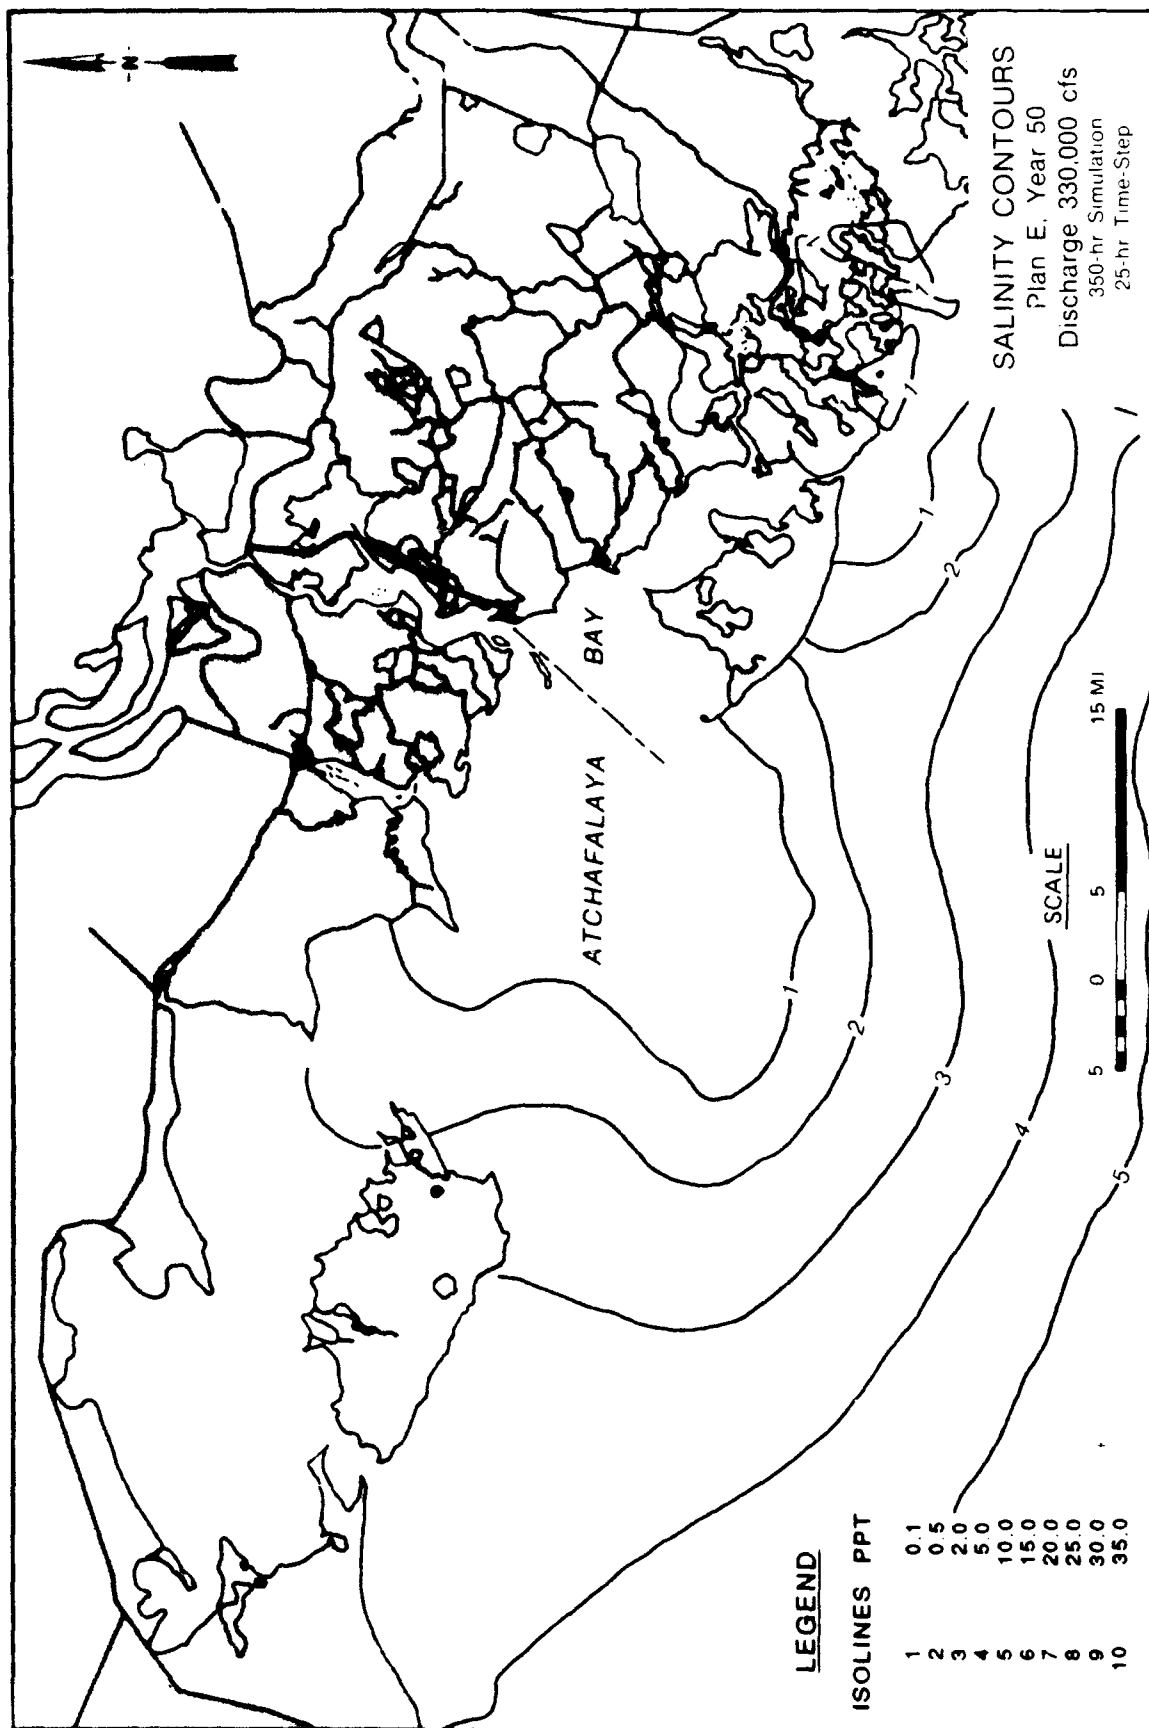 -N-
SALINITY CONTOURS
Plan E. Year 50
Discharge 330,000 cfs
350-hr Simulation
25-hr Time-Step
ATCHAFALAYA BAY
1
1
1
1
2
2
3
4
5
SCALE
5 0 5 15 MI
LEGEND
ISOLINES PPT
1 0.1
2 0.5
3 2.0
4 5.0
5 10.0
6 15.0
7 20.0
8 25.0
9 30.0
10 35.0